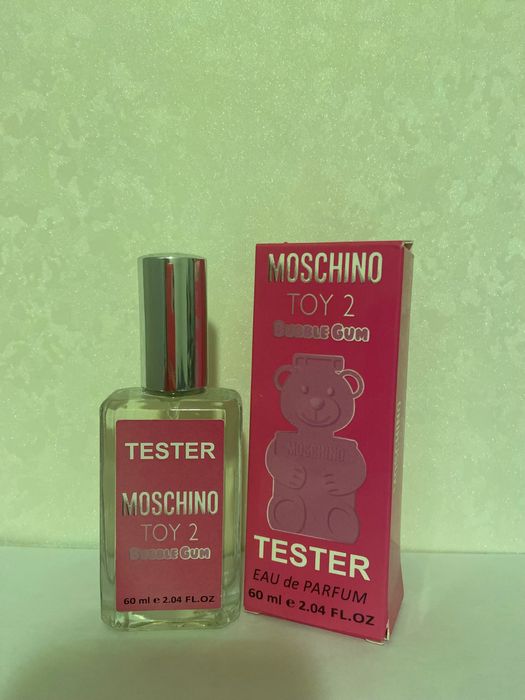 TESTER
MOSCHINO
TOY 2
BUBBLE GUM
60 ml e 2.04 FL.OZ
MOSCHINO
TOY 2
BUBBLE GUM
MOSCHINO
TESTER
EAU de PARFUM
60 ml e 2.04 FL.OZ
MOSCHINO